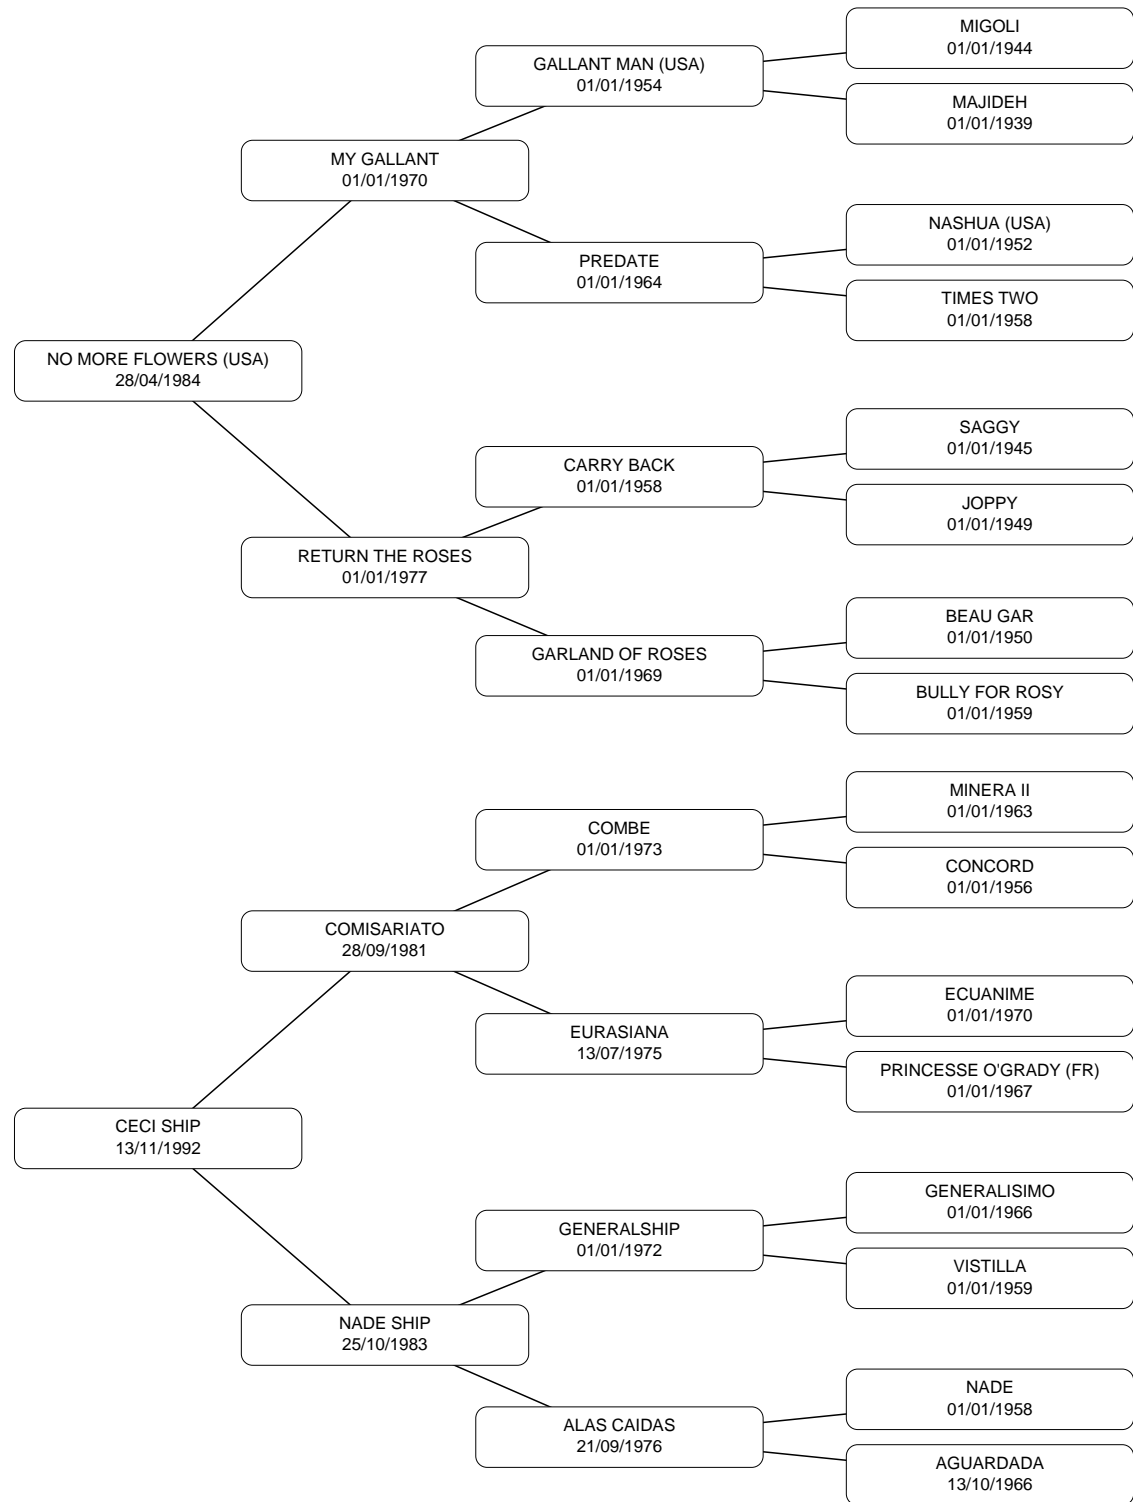 MIGOLI
01/01/1944
GALLANT MAN (USA)
01/01/1954
MAJIDEH
01/01/1939
MY GALLANT
01/01/1970
NASHUA (USA)
01/01/1952
PREDATE
01/01/1964
TIMES TWO
01/01/1958
NO MORE FLOWERS (USA)
28/04/1984
SAGGY
01/01/1945
CARRY BACK
01/01/1958
JOPPY
01/01/1949
RETURN THE ROSES
01/01/1977
BEAU GAR
01/01/1950
GARLAND OF ROSES
01/01/1969
BULLY FOR ROSY
01/01/1959
MINERA II
01/01/1963
COMBE
01/01/1973
CONCORD
01/01/1956
COMISARIATO
28/09/1981
ECUANIME
01/01/1970
EURASIANA
13/07/1975
PRINCESSE O'GRADY (FR)
01/01/1967
CECI SHIP
13/11/1992
GENERALISIMO
01/01/1966
GENERALSHIP
01/01/1972
VISTILLA
01/01/1959
NADE SHIP
25/10/1983
NADE
01/01/1958
ALAS CAIDAS
21/09/1976
AGUARDADA
13/10/1966